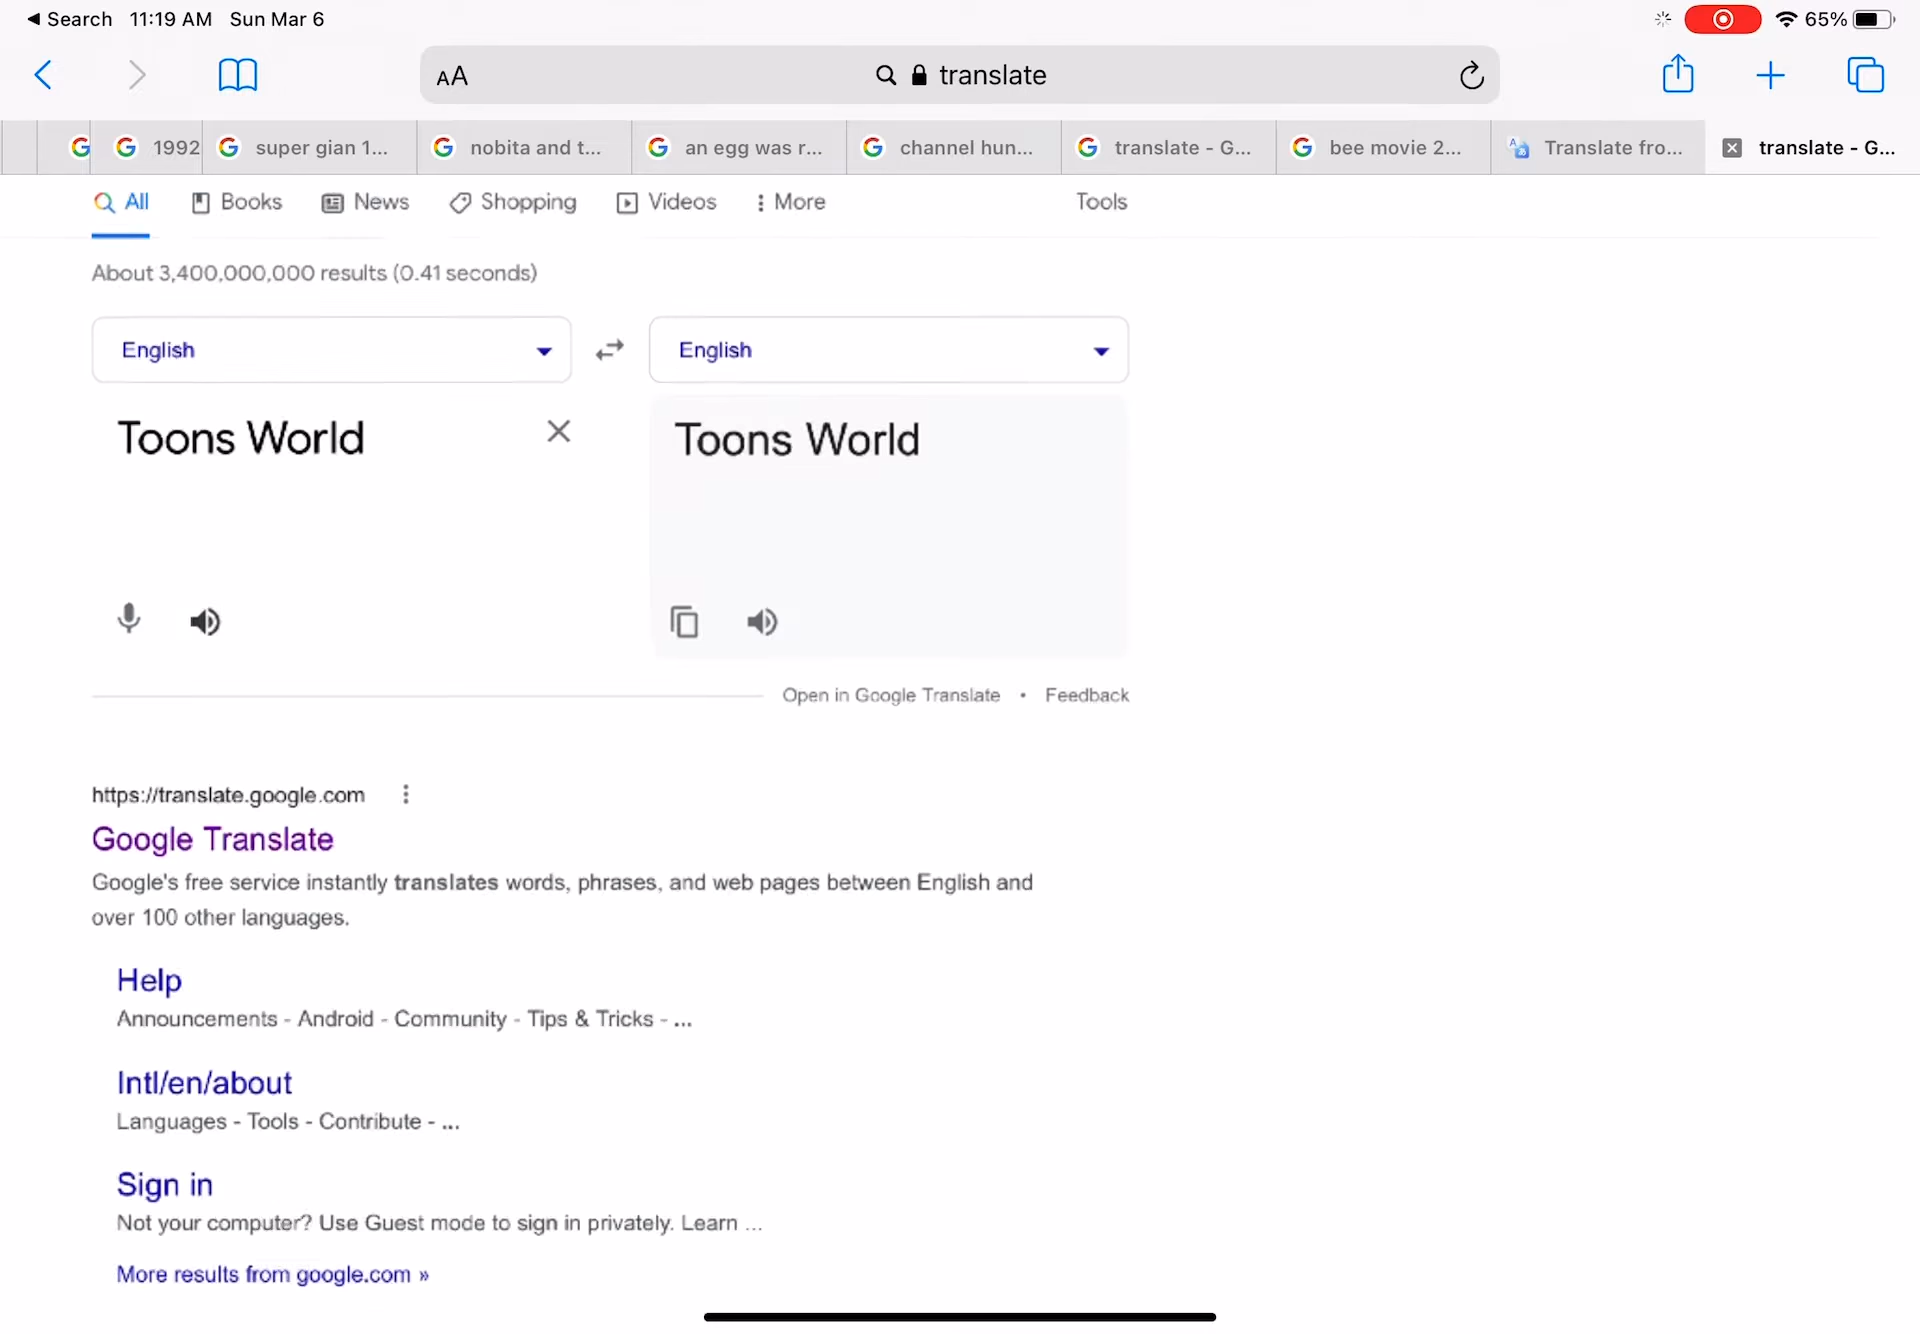 Search 11:19 AM Sun Mar 6 65%
AA translate
1992 super gian 1... nobita and t... an egg was r... channel hun... translate - G... bee movie 2... Translate fro... translate - G...
All Books News Shopping Videos More Tools
About 3,400,000,000 results (0.41 seconds)
English English
Toons World Toons World
Open in Google Translate • Feedback
https://translate.google.com
Google Translate
Google's free service instantly translates words, phrases, and web pages between English and
over 100 other languages.
Help
Announcements - Android - Community - Tips & Tricks - ...
Intl/en/about
Languages - Tools - Contribute - ...
Sign in
Not your computer? Use Guest mode to sign in privately. Learn ...
More results from google.com »